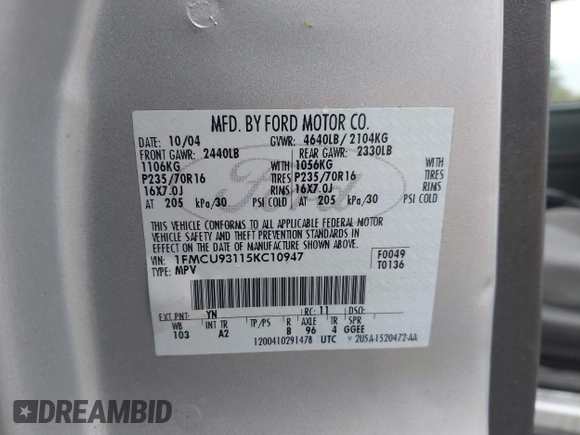 MFD. BY FORD MOTOR CO.
DATE: 10/04 GVWR: 4640LB/2104KG
FRONT GAWR: 2440LB REAR GAWR: 2330LB
1106KG WITH 1056KG WITH
P235/70R16 TIRES P235/70R16 TIRES
16X7.0J RIMS 16X7.0J RIMS
AT 205 kPa/30 PSI COLD AT 205 kPa/30 PSI COLD
THIS VEHICLE CONFORMS TO ALL APPLICABLE FEDERAL MOTOR
VEHICLE SAFETY AND THEFT PREVENTION STANDARDS IN
EFFECT ON THE DATE OF MANUFACTURE SHOWN ABOVE.
VIN: 1FMCU93115KC10947 F0049
TYPE: MPV T0136
Ford
EXT PNT: YN RC: 11 DSO:
WB INT TR TP/PS R AXLE TR SPR
103 A2 B 96 4 GGEE
1200410291478 UTC 2U5A-1520472-AA
DREAMBID